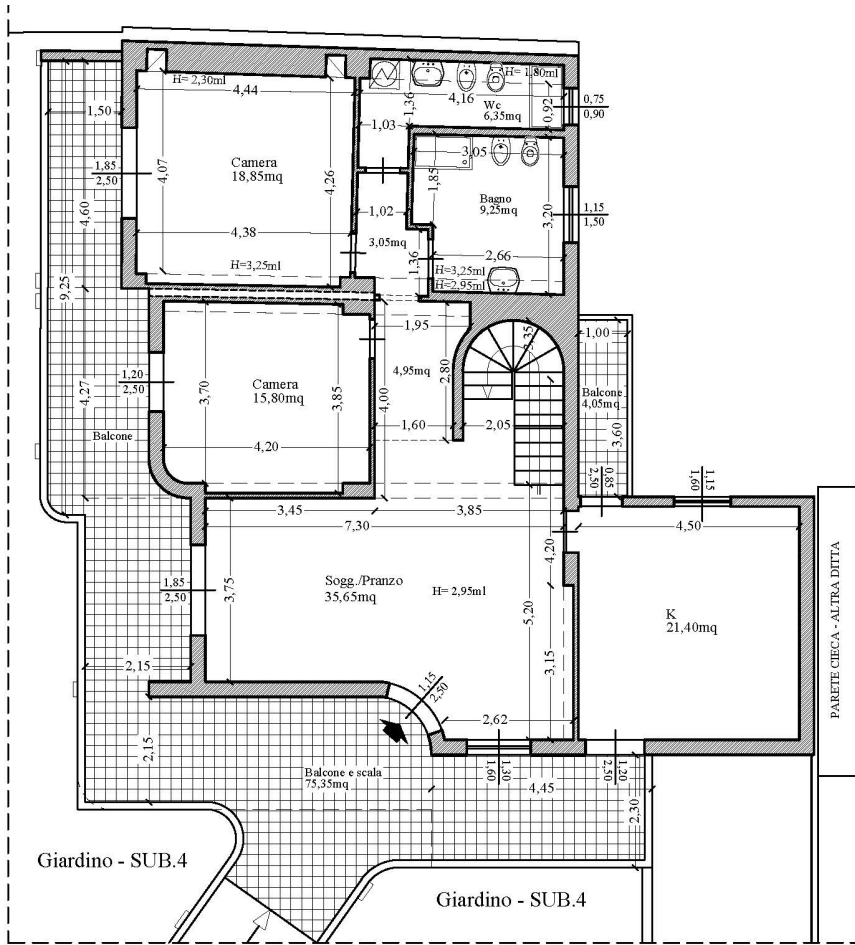 H= 2,30ml
4,44
1,50
1,85
2,50
4,07
Camera
18,85mq
4,26
4,60
9,25
4,38
H=3,25ml
H= 1,80ml
4,16
Wc
6,35mq
1,36
1,03
0,92
0,75
0,90
3,05
1,85
Bagno
9,25mq
3,20
1,15
1,50
1,02
3,05mq
1,36
2,66
H=3,25ml
H=2,95ml
1,95
4,95mq
2,80
4,00
1,60
3,35
2,05
1,00
Balcone
4,05mq
3,60
1,20
2,50
4,27
Balcone
3,70
Camera
15,80mq
3,85
4,20
0,85
2,50
1,15
1,60
3,45
3,85
7,30
4,20
4,50
1,85
2,50
3,75
Sogg./Pranzo
35,65mq
H= 2,95ml
5,20
3,15
K
21,40mq
PARETE CIECA - ALTRA DITTA
2,15
2,15
1,15
2,50
2,62
1,30
1,60
1,20
2,50
Balcone e scala
75,35mq
4,45
2,30
Giardino - SUB.4
Giardino - SUB.4